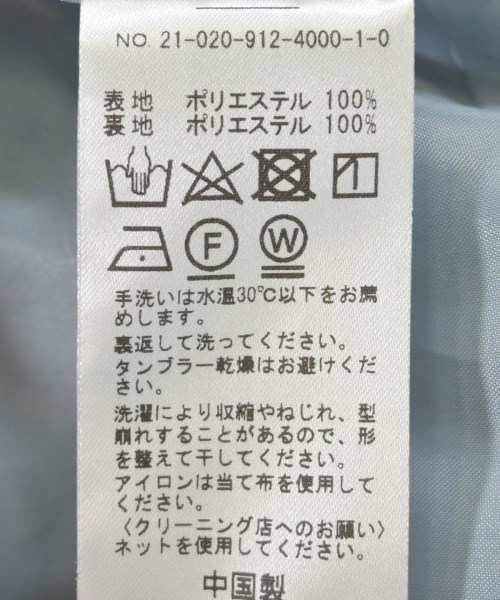 NO. 21-020-912-4000-1-0
表地 ポリエステル 100%
裏地 ポリエステル 100%
F W
手洗いは水温30℃以下をお薦
めします。
裏返して洗ってください。
タンブラー乾燥はお避けくだ
さい。
洗濯により収縮やねじれ、型
崩れすることがあるので、形
を整えて干してください。
アイロンは当て布を使用して
ください。
〈クリーニング店へのお願い〉
ネットを使用してください。
中国製